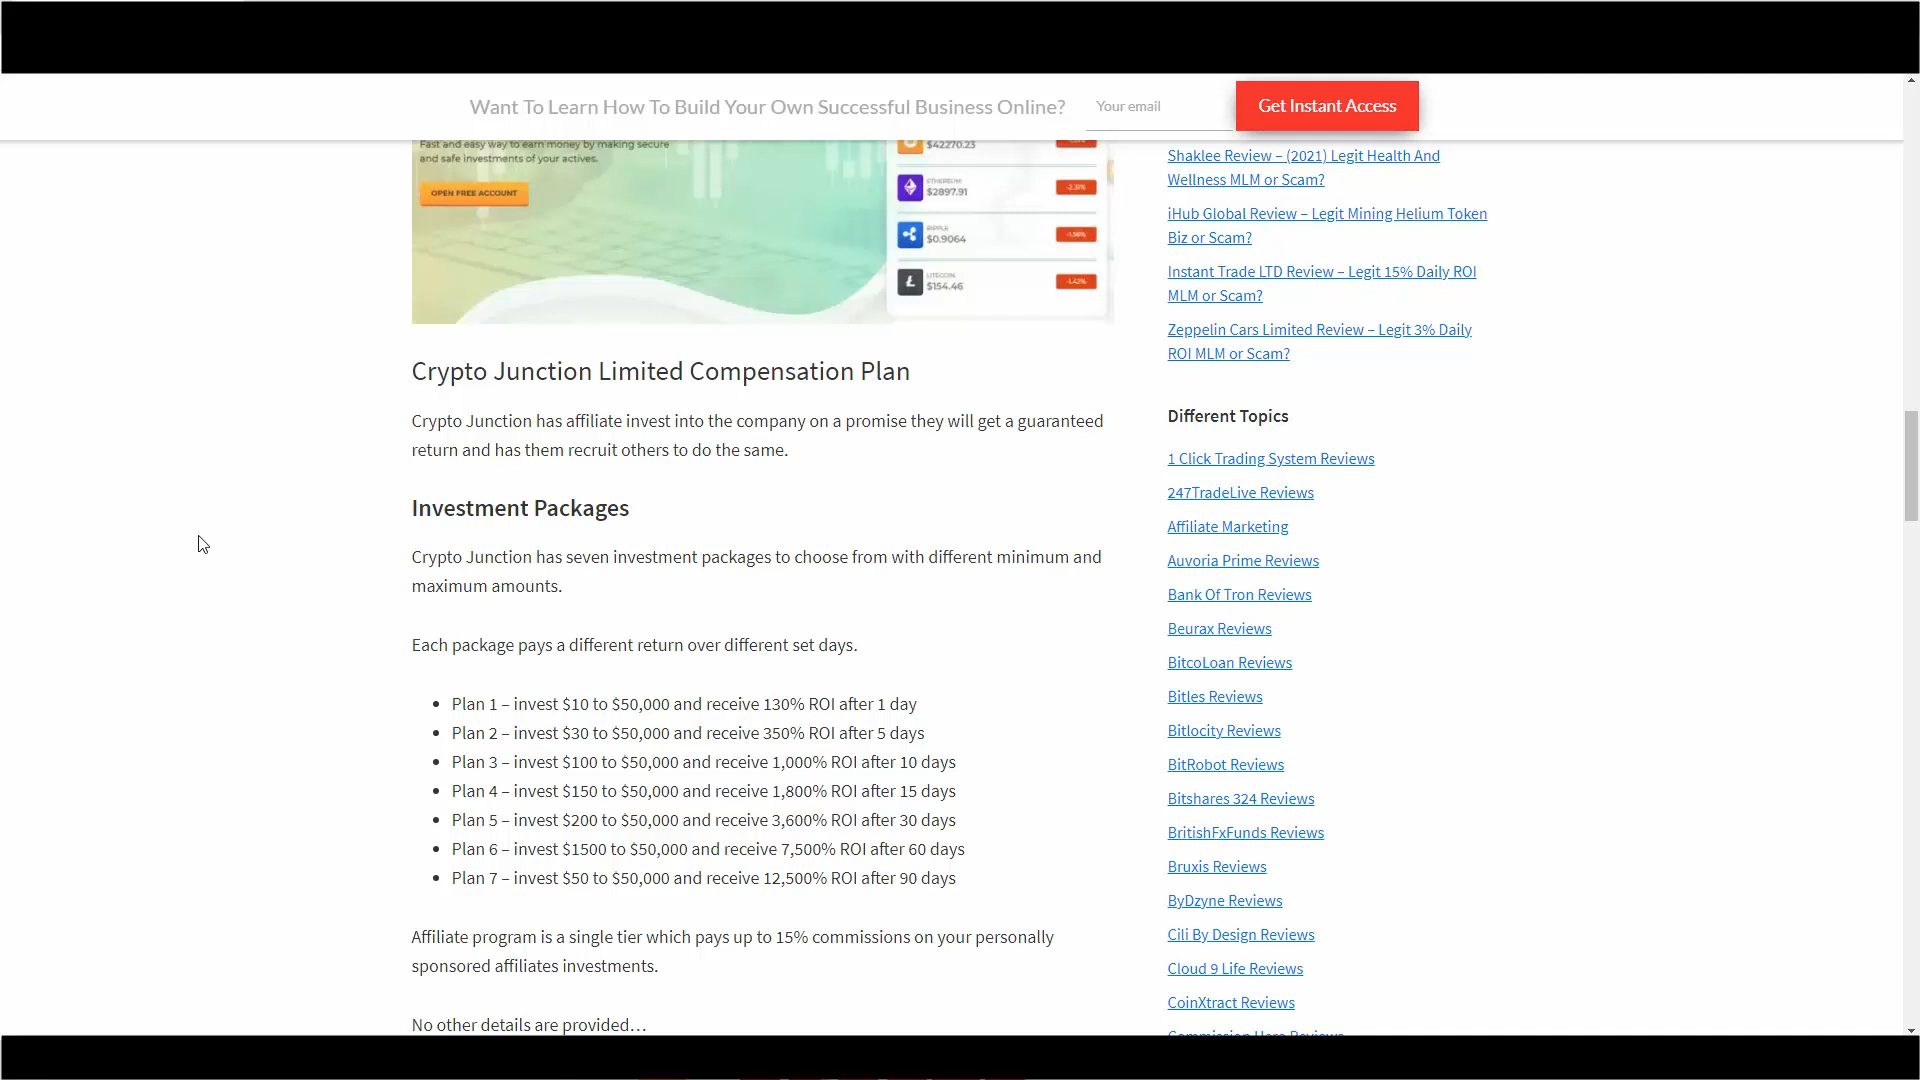 Want To Learn How To Build Your Own Successful Business Online?
Your email
Get Instant Access
Fast and easy way to earn money by making secure
and safe investments of your actives.
OPEN FREE ACCOUNT
$42270.23
ETHEREUM
$2897.91
-2.31%
RIPPLE
$0.9064
-1.56%
LITECOIN
$154.46
-1.42%
Crypto Junction Limited Compensation Plan
Crypto Junction has affiliate invest into the company on a promise they will get a guaranteed
return and has them recruit others to do the same.
Investment Packages
Crypto Junction has seven investment packages to choose from with different minimum and
maximum amounts.
Each package pays a different return over different set days.
• Plan 1 – invest $10 to $50,000 and receive 130% ROI after 1 day
• Plan 2 – invest $30 to $50,000 and receive 350% ROI after 5 days
• Plan 3 – invest $100 to $50,000 and receive 1,000% ROI after 10 days
• Plan 4 – invest $150 to $50,000 and receive 1,800% ROI after 15 days
• Plan 5 – invest $200 to $50,000 and receive 3,600% ROI after 30 days
• Plan 6 – invest $1500 to $50,000 and receive 7,500% ROI after 60 days
• Plan 7 – invest $50 to $50,000 and receive 12,500% ROI after 90 days
Affiliate program is a single tier which pays up to 15% commissions on your personally
sponsored affiliates investments.
No other details are provided…
Shaklee Review – (2021) Legit Health And
Wellness MLM or Scam?
iHub Global Review – Legit Mining Helium Token
Biz or Scam?
Instant Trade LTD Review – Legit 15% Daily ROI
MLM or Scam?
Zeppelin Cars Limited Review – Legit 3% Daily
ROI MLM or Scam?
Different Topics
1 Click Trading System Reviews
247TradeLive Reviews
Affiliate Marketing
Auvoria Prime Reviews
Bank Of Tron Reviews
Beurax Reviews
BitcoLoan Reviews
Bitles Reviews
Bitlocity Reviews
BitRobot Reviews
Bitshares 324 Reviews
BritishFxFunds Reviews
Bruxis Reviews
ByDzyne Reviews
Cili By Design Reviews
Cloud 9 Life Reviews
CoinXtract Reviews